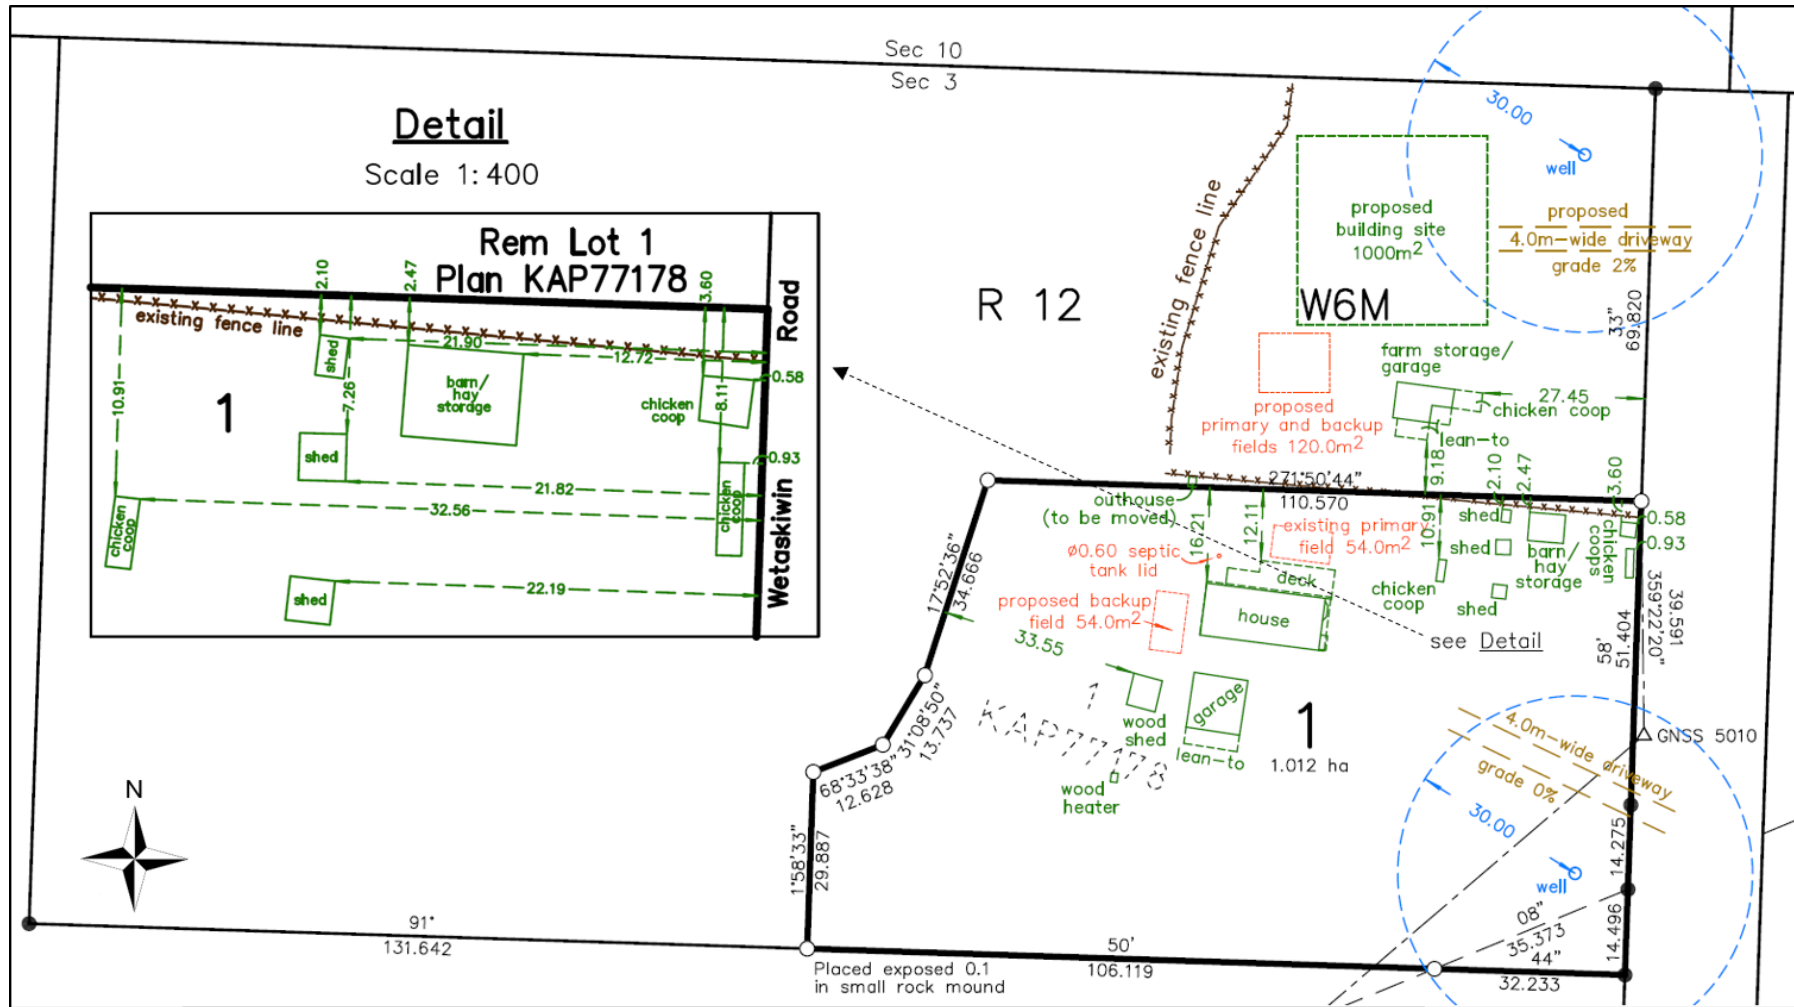 Sec 10
Sec 3
Detail
Scale 1:400
Rem Lot 1
Plan KAP77178
2.10
2.47
3.60
Road
existing fence line
21.90
12.72
0.58
shed
barn/
hay
storage
10.91
1
7.26
chicken
coop
8.11
shed
0.93
21.82
32.56
chicken
coop
chicken
coop
Wetaskiwin
22.19
shed
N
30.00
well
proposed
building site
1000m²
proposed
4.0m-wide driveway
grade 2%
existing fence line
R 12
W6M
33"
69.820
farm storage/
garage
27.45
chicken coop
lean-to
proposed
primary and backup
fields 120.0m²
9.18
2.10
2.47
3.60
271°50'44"
110.570
outhouse
(to be moved)
16.21
12.11
existing primary
field 54.0m²
10.91
shed
0.58
0.93
Ø0.60 septic
tank lid
shed
barn/
hay
storage
chicken
coops
deck
chicken
coop
shed
proposed backup
field 54.0m²
house
17°52'36"
34.666
33.55
see Detail
58'
51.404
359°22'20"
39.591
1
KAP77178
wood
shed
garage
lean-to
1
1.012 ha
31°08'50"
13.737
68°33'38"
12.628
wood
heater
4.0m-wide driveway
grade 0%
GNSS 5010
30.00
well
14.275
1°58'33"
29.887
08"
35.373
14.496
91°
131.642
50'
106.119
44"
32.233
Placed exposed 0.1
in small rock mound